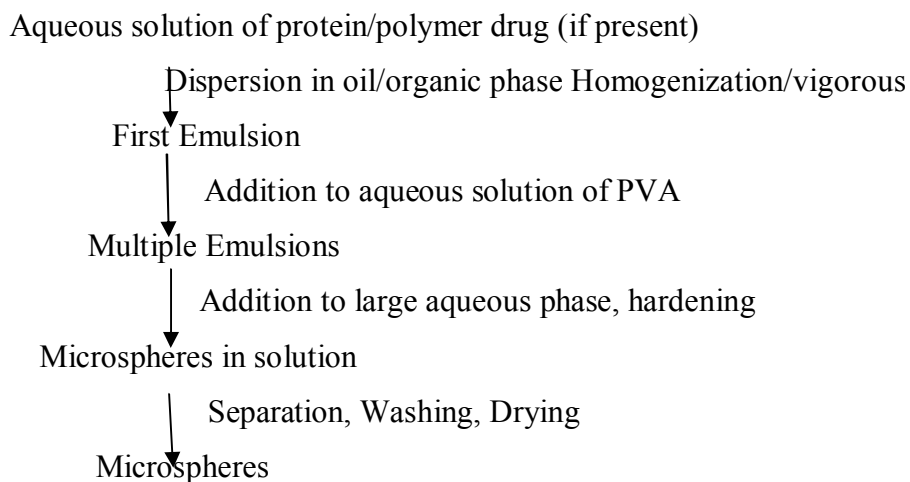 Aqueous solution of protein/polymer drug (if present)
Dispersion in oil/organic phase Homogenization/vigorous
First Emulsion
Addition to aqueous solution of PVA
Multiple Emulsions
Addition to large aqueous phase, hardening
Microspheres in solution
Separation, Washing, Drying
Microspheres